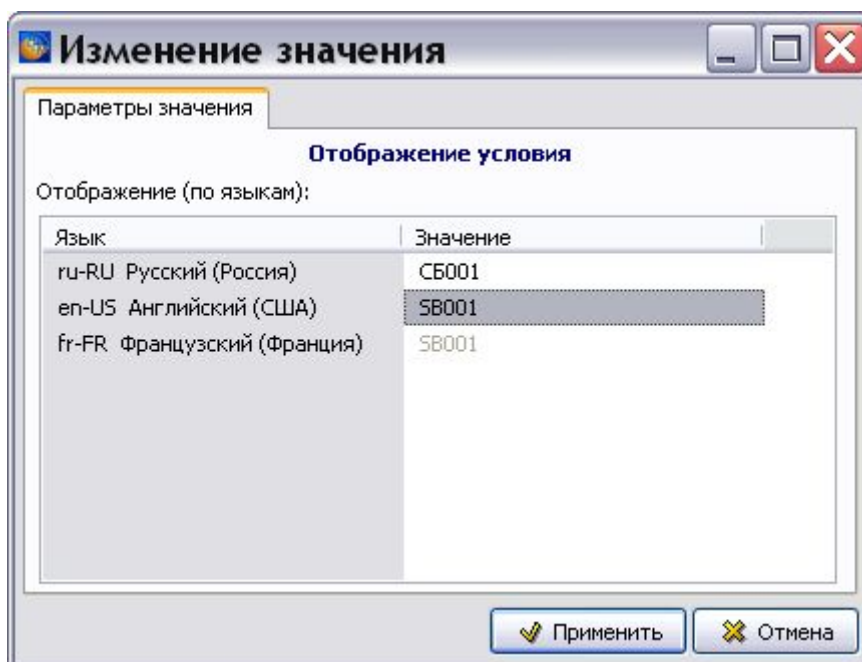 Изменение значения
Параметры значения
Отображение условия
Отображение (по языкам):
Язык Значение
ru-RU Русский (Россия) СБ001
en-US Английский (США) SB001
fr-FR Французский (Франция) SB001
Применить Отмена